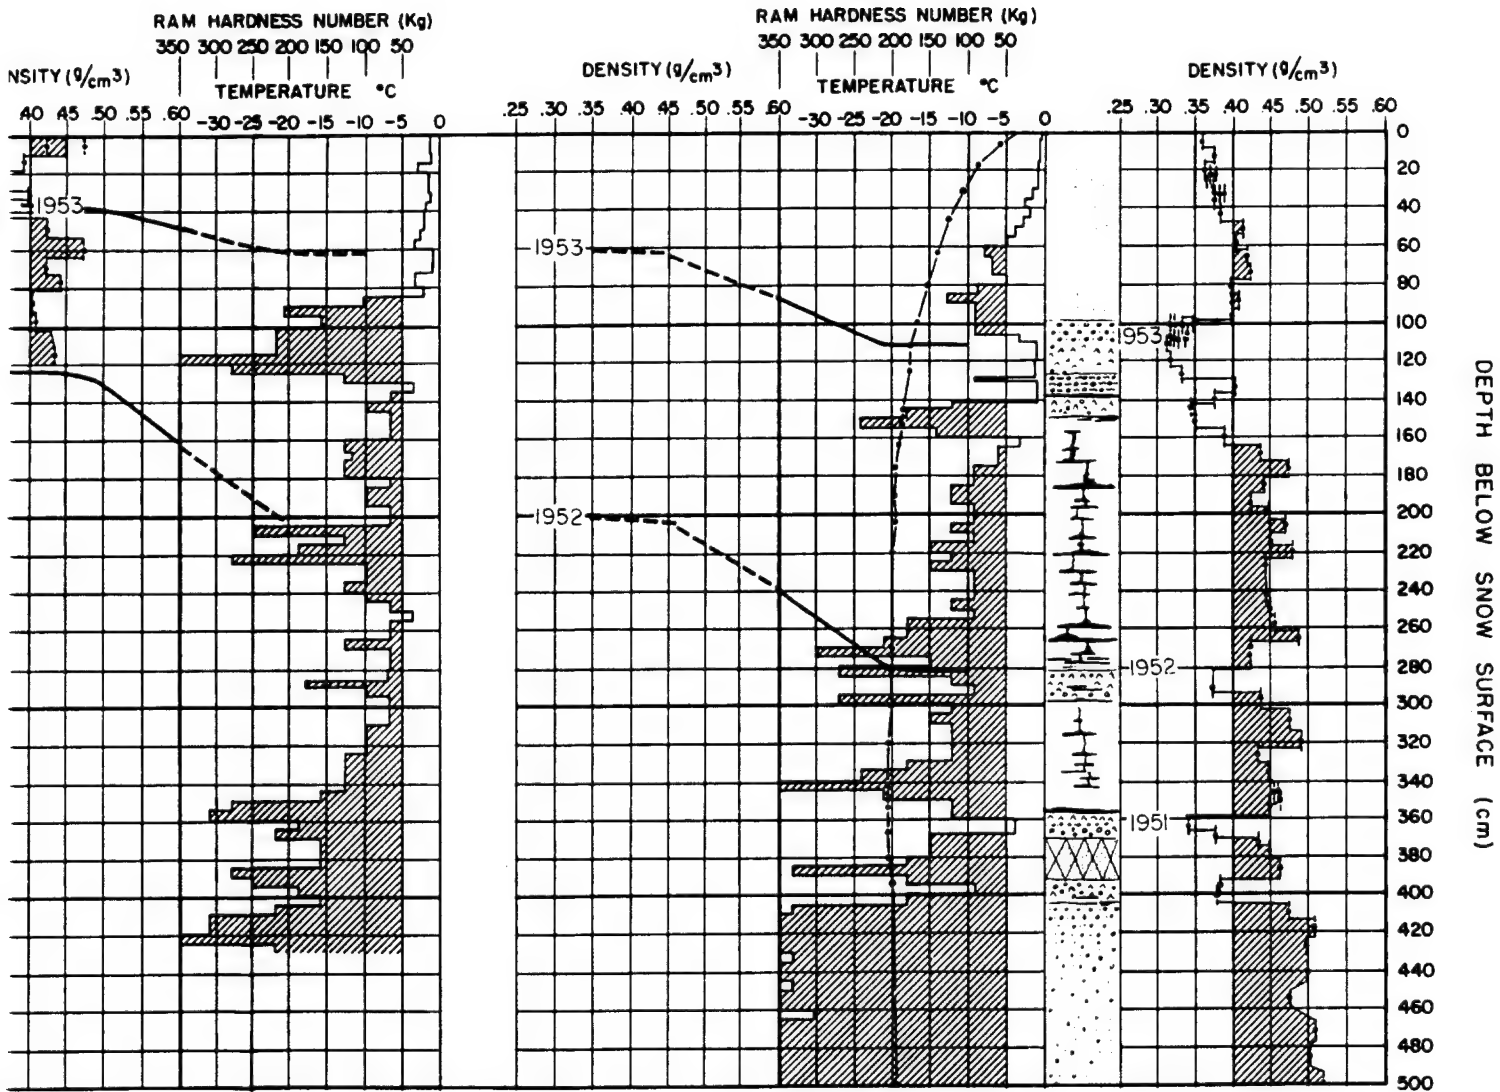 RAM HARDNESS NUMBER (Kg)
350 300 250 200 150 100 50
NSITY (g/cm3)
TEMPERATURE °C
.40 .45 .55 .60 -30 -25 -20 -15 -10 -5 0
1953
RAM HARDNESS NUMBER (Kg)
350 300 250 200 150 100 50
DENSITY (g/cm3)
TEMPERATURE °C
.25 .30 .35 .40 .45 .55 .60 -30 -25 -20 -15 -10 -5 0
1953
1952
DENSITY (g/cm3)
.25 .30 .35 .40 .45 .55 .60
1953
1952
1951
0
20
40
60
80
100
120
140
160
180
200
220
240
260
280
300
320
340
360
380
400
420
440
460
480
500
DEPTH BELOW SNOW SURFACE (cm)